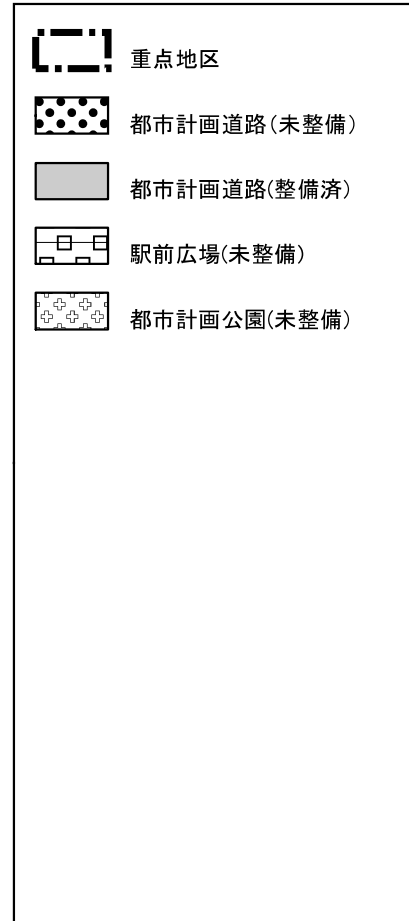 重点地区
都市計画道路（未整備）
都市計画道路(整備済）
駅前広場(未整備）
都市計画公園(未整備）